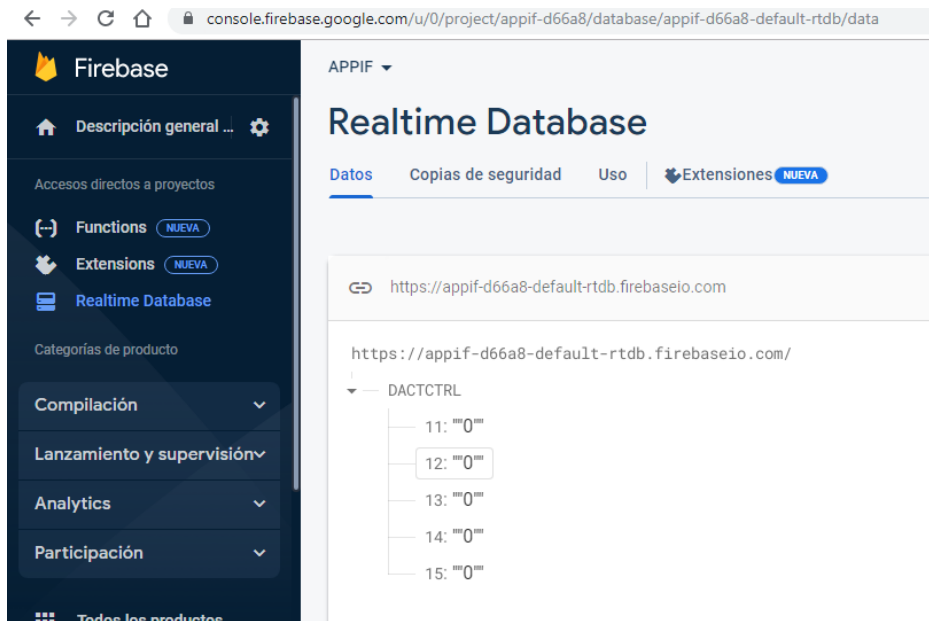 console.firebase.google.com/u/0/project/appif-d66a8/database/appif-d66a8-default-rtdb/data
Firebase
Descripción general ...
Accesos directos a proyectos
Functions NUEVA
Extensions NUEVA
Realtime Database
Categorías de producto
Compilación
Lanzamiento y supervisión
Analytics
Participación
Todos los productos
APPIF
Realtime Database
Datos Copias de seguridad Uso Extensiones NUEVA
https://appif-d66a8-default-rtdb.firebaseio.com
https://appif-d66a8-default-rtdb.firebaseio.com/
DACTCTRL
11: ""0""
12: ""0""
13: ""0""
14: ""0""
15: ""0""